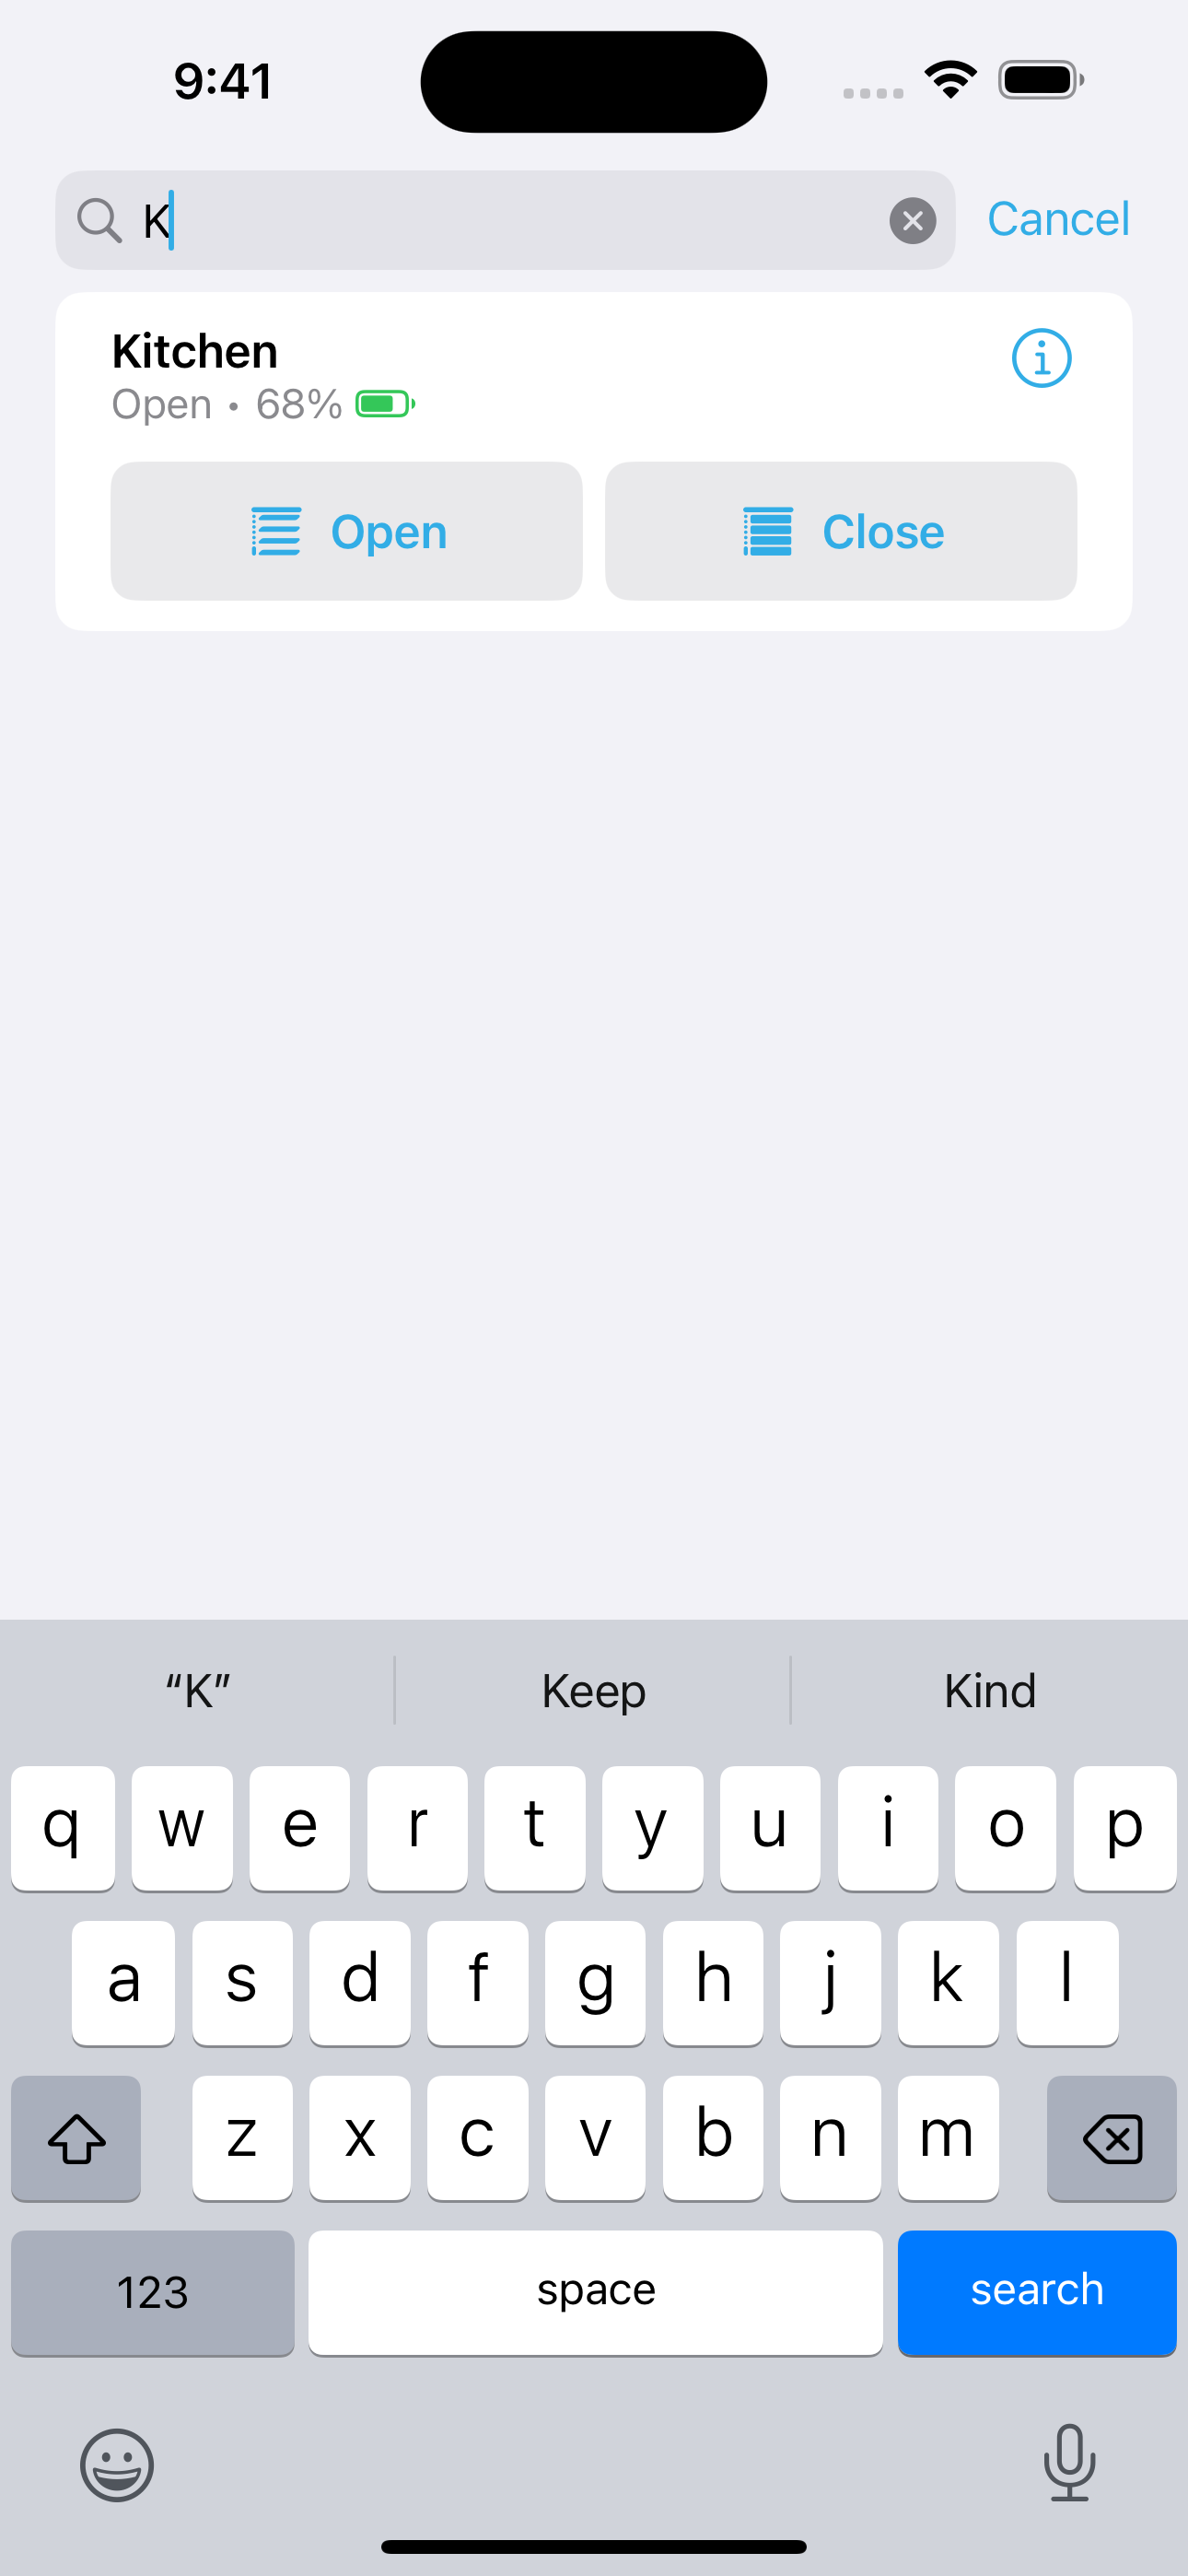 9:41
K
Cancel
Kitchen
Open • 68%
Open Close
“K” Keep Kind
q w e r t y u i o p
a s d f g h j k l
z x c v b n m
123 space search